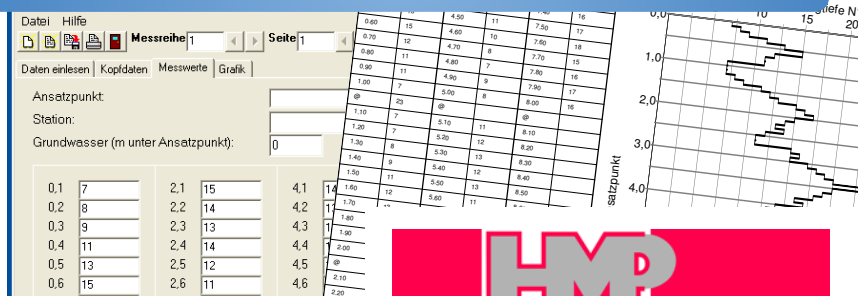 Datei Hilfe
Messreihe 1 Seite 1
Daten einlesen Kopfdaten Messwerte Grafik
Ansatzpunkt:
Station:
Grundwasser (m unter Ansatzpunkt): 0
0,1 7 2,1 15 4,1 14
0,2 8 2,2 14 4,2
0,3 9 2,3 13 4,3
0,4 11 2,4 14 4,4
0,5 13 2,5 12 4,5
0,6 15 2,6 11 4,6
4.50 11 16
0.60 15 4.60 10 7.50 17
0.70 12 4.70 8 7.60 18
0.80 11 4.80 7 7.70 15
0.90 11 4.90 9 7.80 16
1.00 7 5.00 8 7.90 17
@ 23 @ 8.00 16
1.10 7 5.10 11 @
1.20 7 5.20 12 8.10
1.30 8 5.30 13 8.20
1.40 9 5.40 12 8.30
1.50 11 5.50 13 8.40
1.60 12 5.60 11 8.50
1.70
1.80
1.90
2.00
@
2.10
2.20
0,0 10 15 20
1,0
2,0
3,0
4,0
HMP